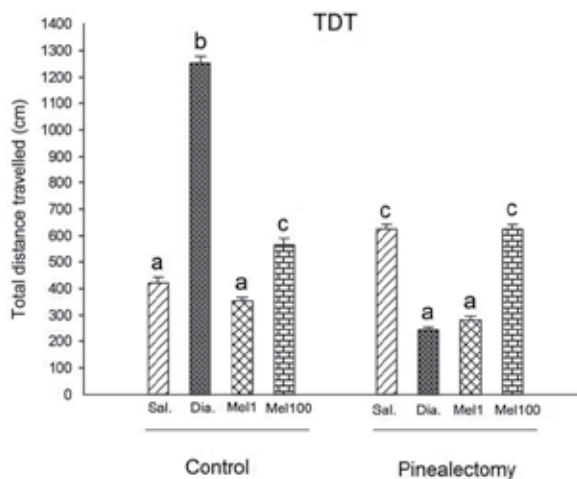 TDT
Total distance travelled (cm)
1400
1300
1200
1100
1000
900
800
700
600
500
400
300
200
100
0
a
b
a
c
c
a
a
c
Sal. Dia. Mel1 Mel100 Sal. Dia. Mel1 Mel100
Control Pinealectomy